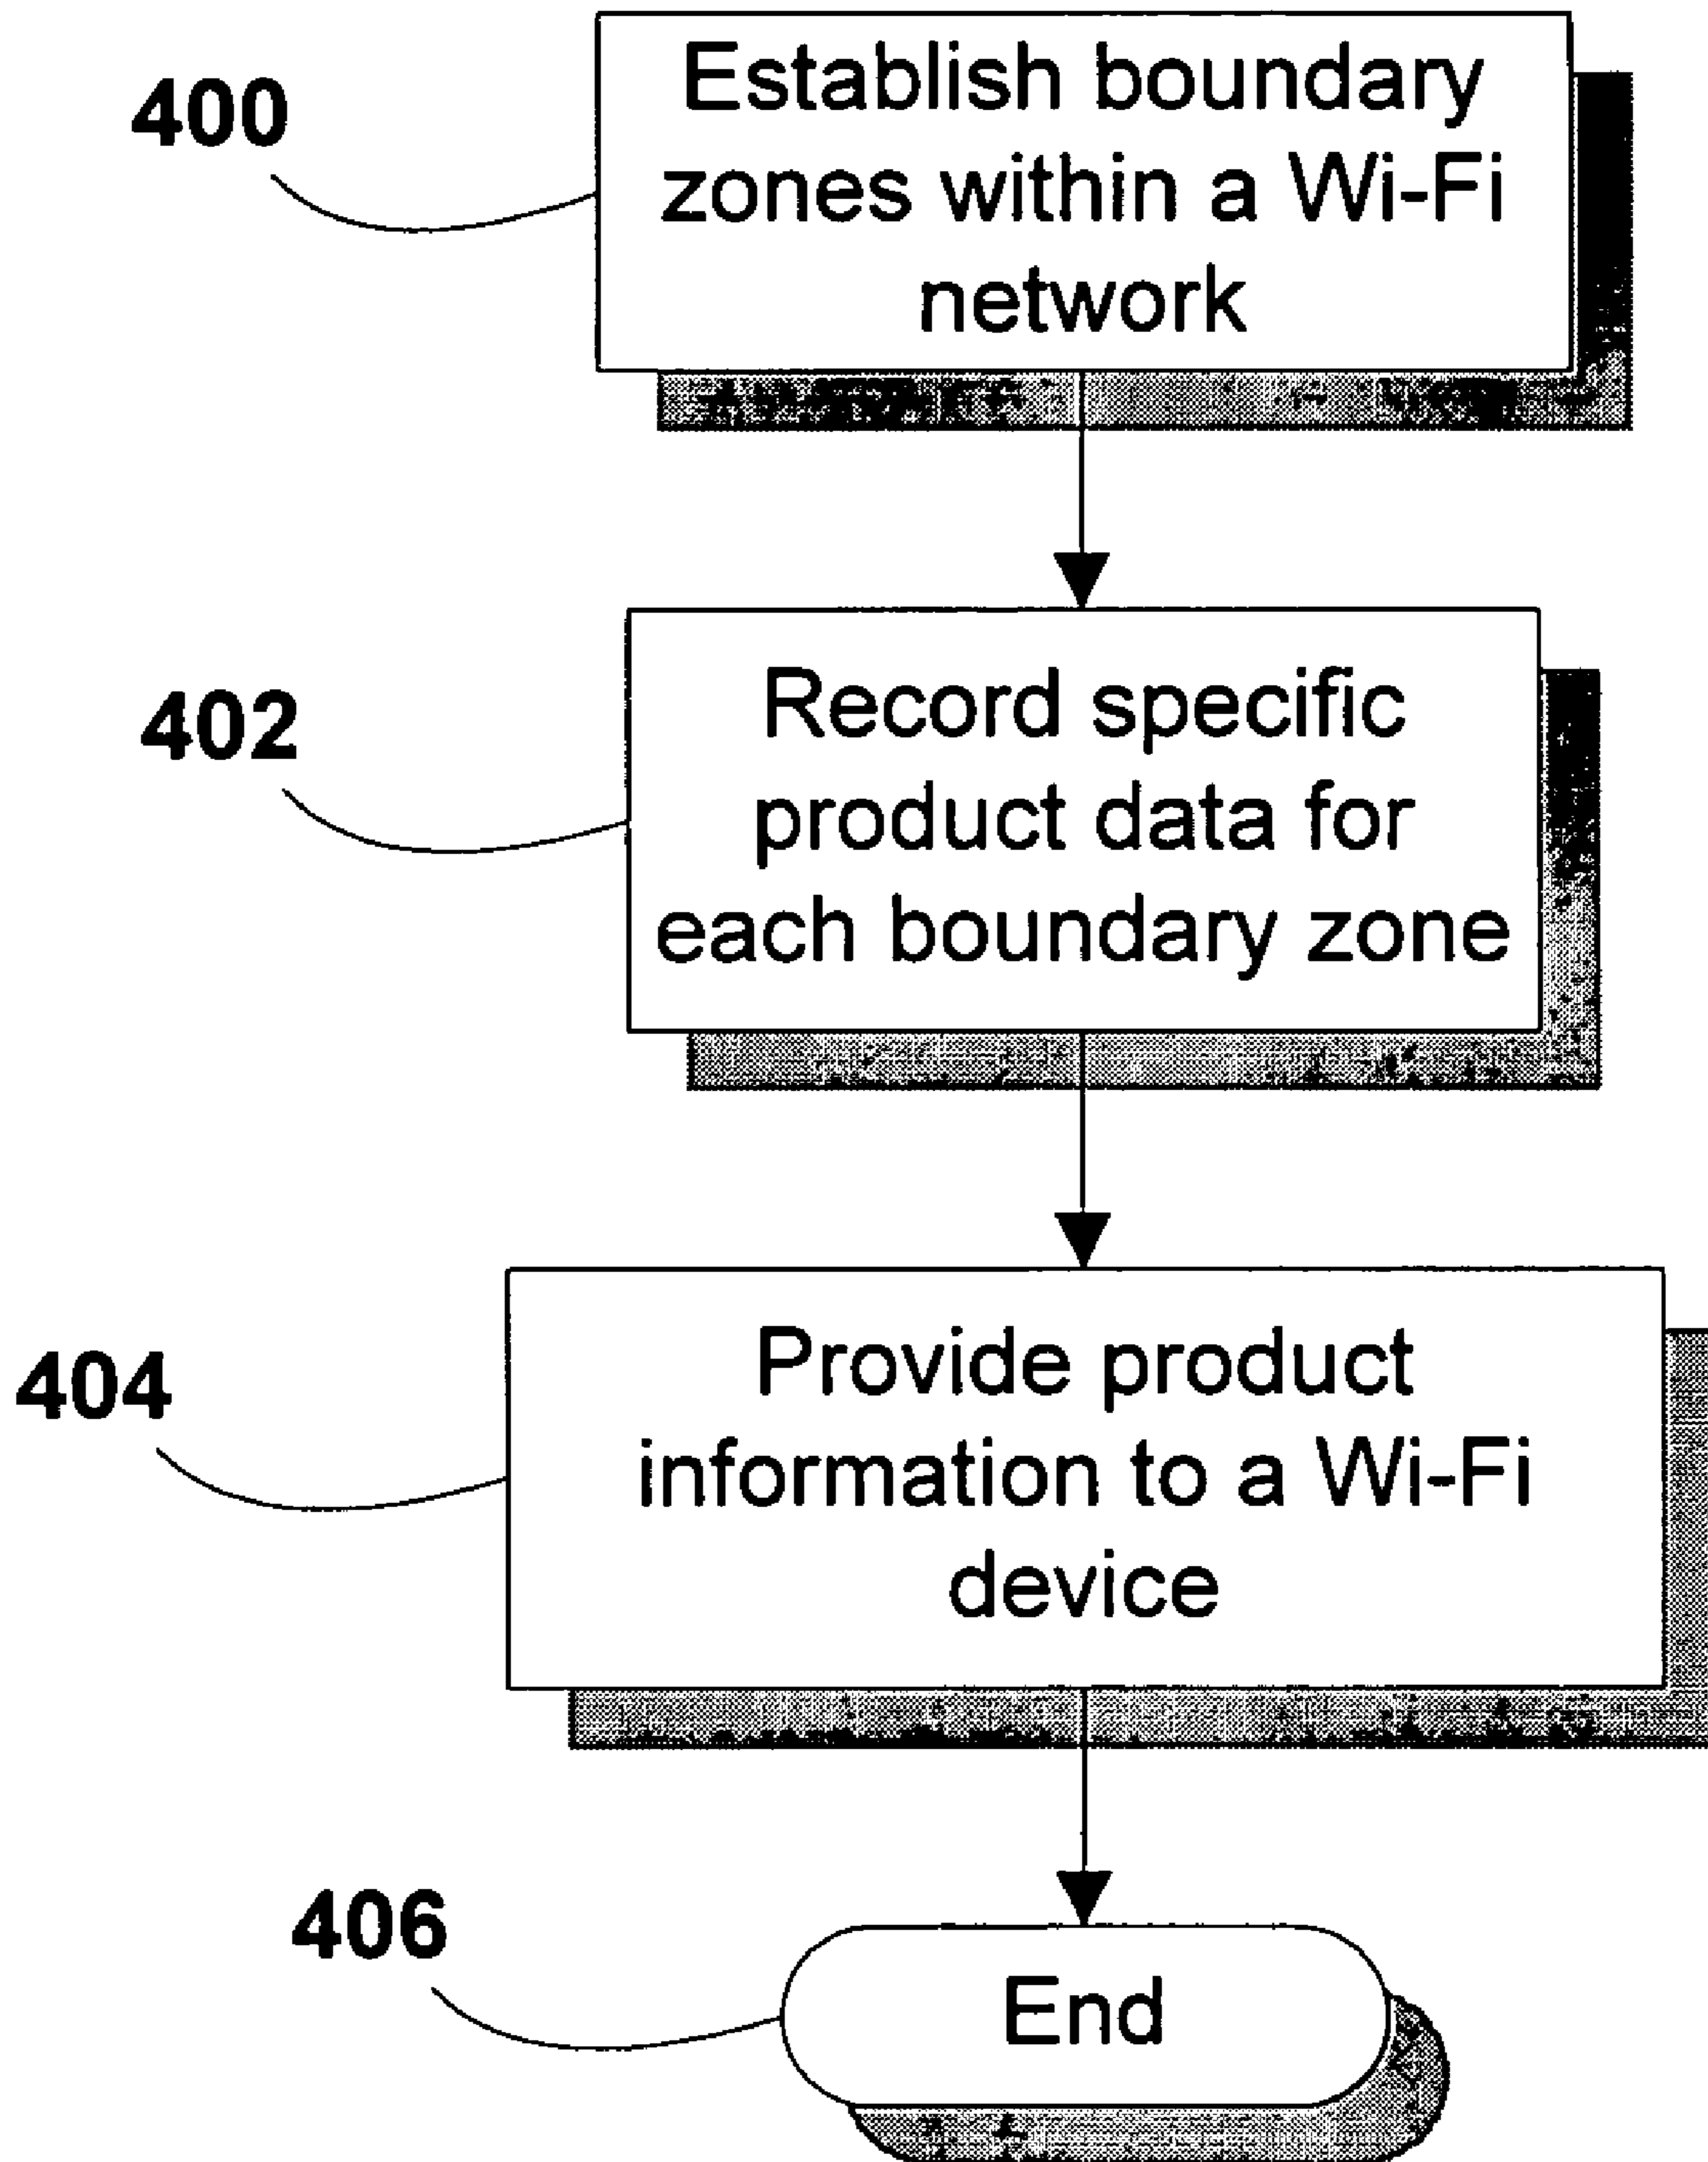 400
Establish boundary
zones within a Wi-Fi
network
402
Record specific
product data for
each boundary zone
404
Provide product
information to a Wi-Fi
device
406
End